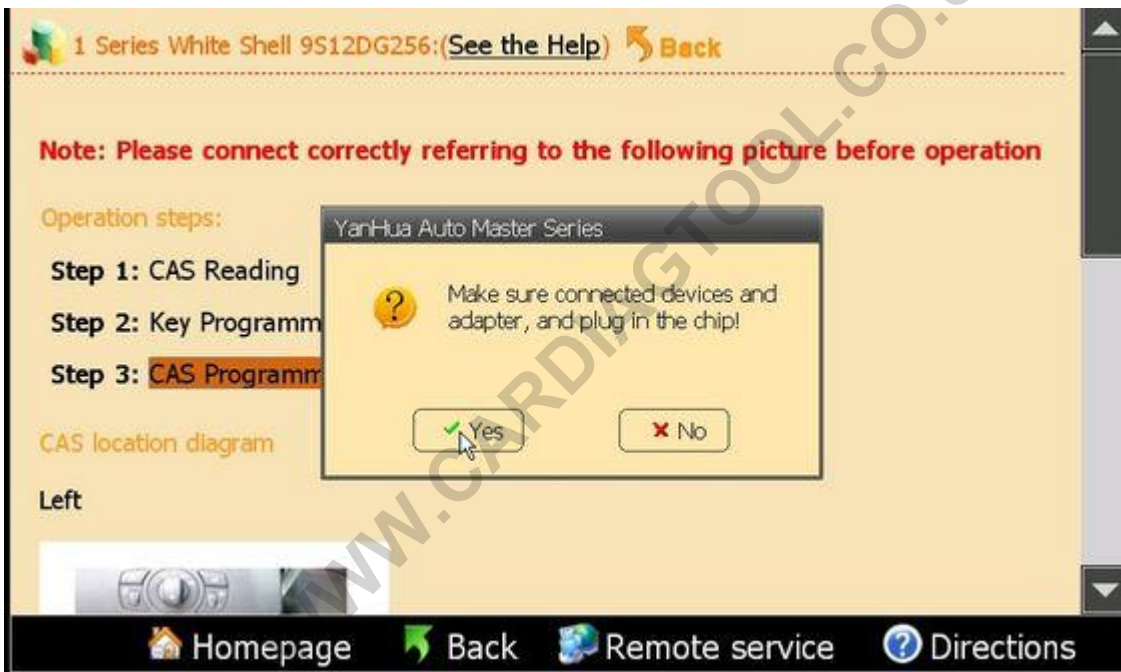 1 Series White Shell 9S12DG256:(See the Help) Back
Note: Please connect correctly referring to the following picture before operation
Operation steps:
Step 1: CAS Reading
Step 2: Key Programm
Step 3: CAS Programm
YanHua Auto Master Series
Make sure connected devices and
adapter, and plug in the chip!
Yes
No
CAS location diagram
Left
Homepage
Back
Remote service
Directions
WWW.CARDIAGTOOL.CO.